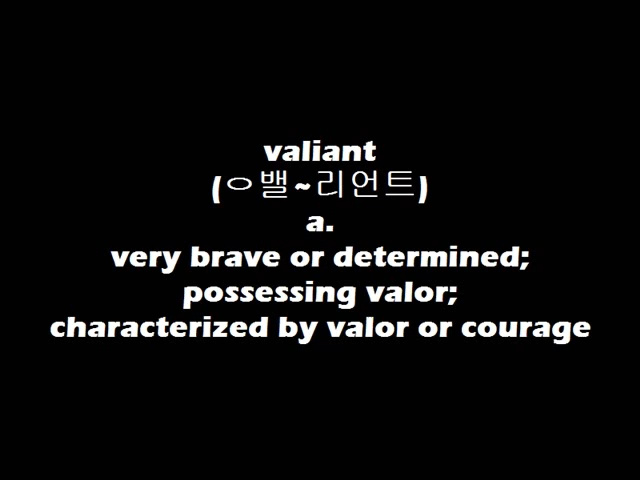 valiant
(ㅇ밸~리언트)
a.
very brave or determined;
possessing valor;
characterized by valor or courage